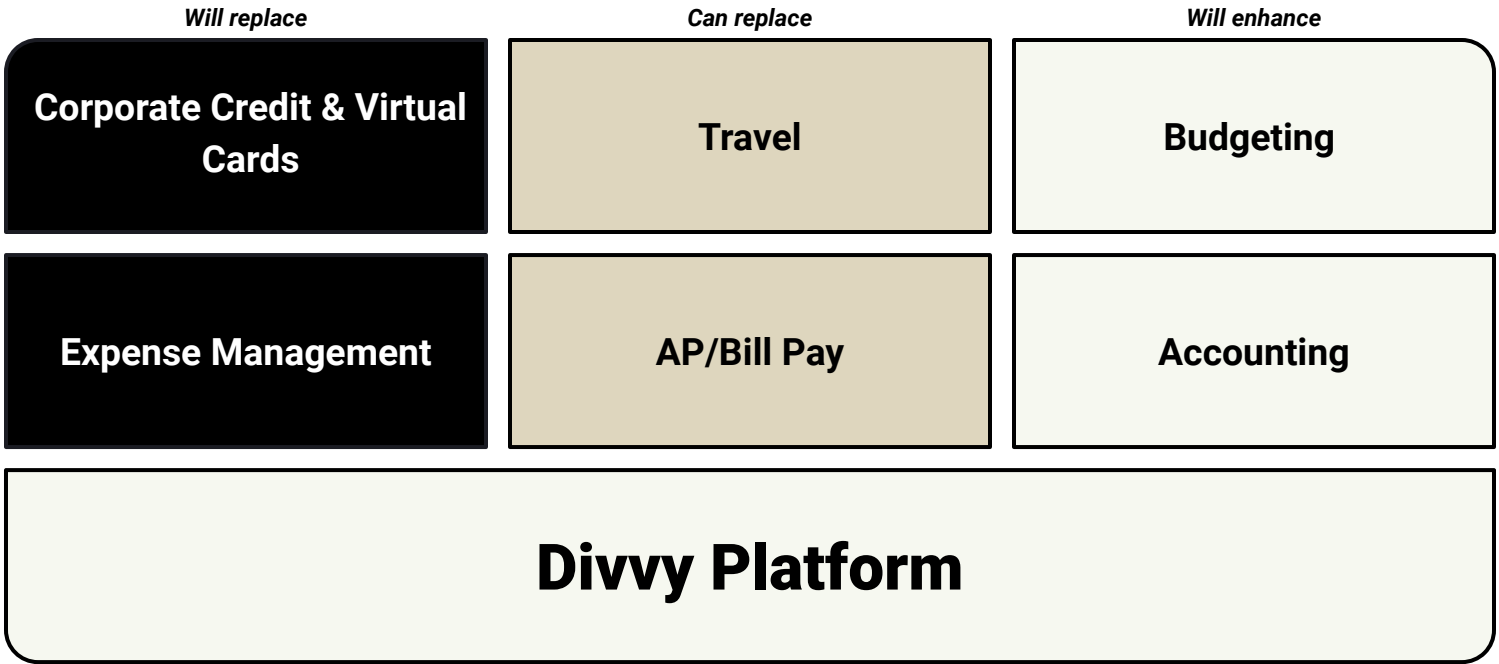 Will replace
Can replace
Will enhance
Corporate Credit & Virtual
Cards
Travel
Budgeting
Expense Management
AP/Bill Pay
Accounting
Divvy Platform